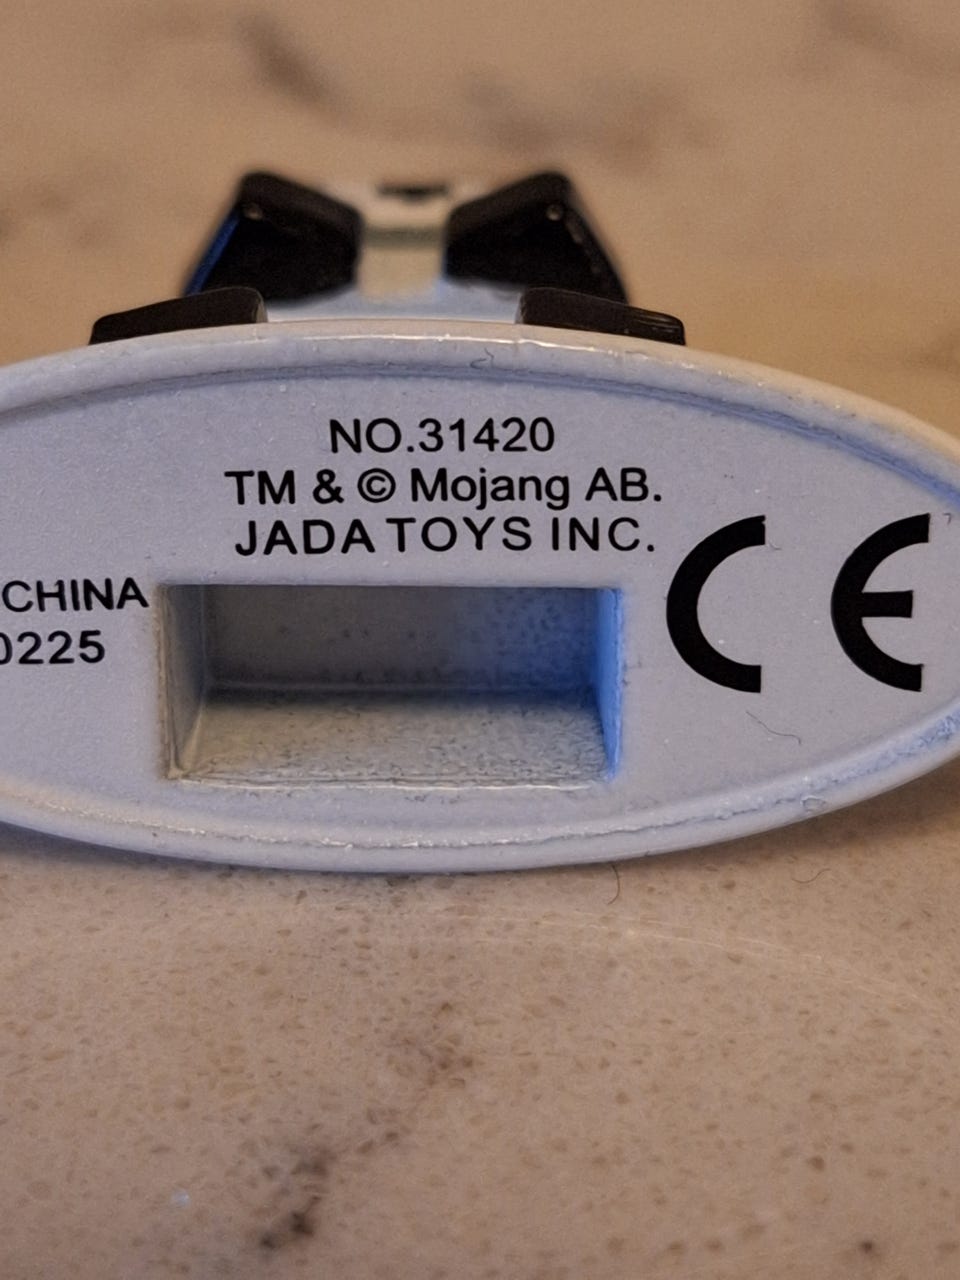 NO.31420
TM & © Mojang AB.
JADA TOYS INC.
CHINA
0225
CE